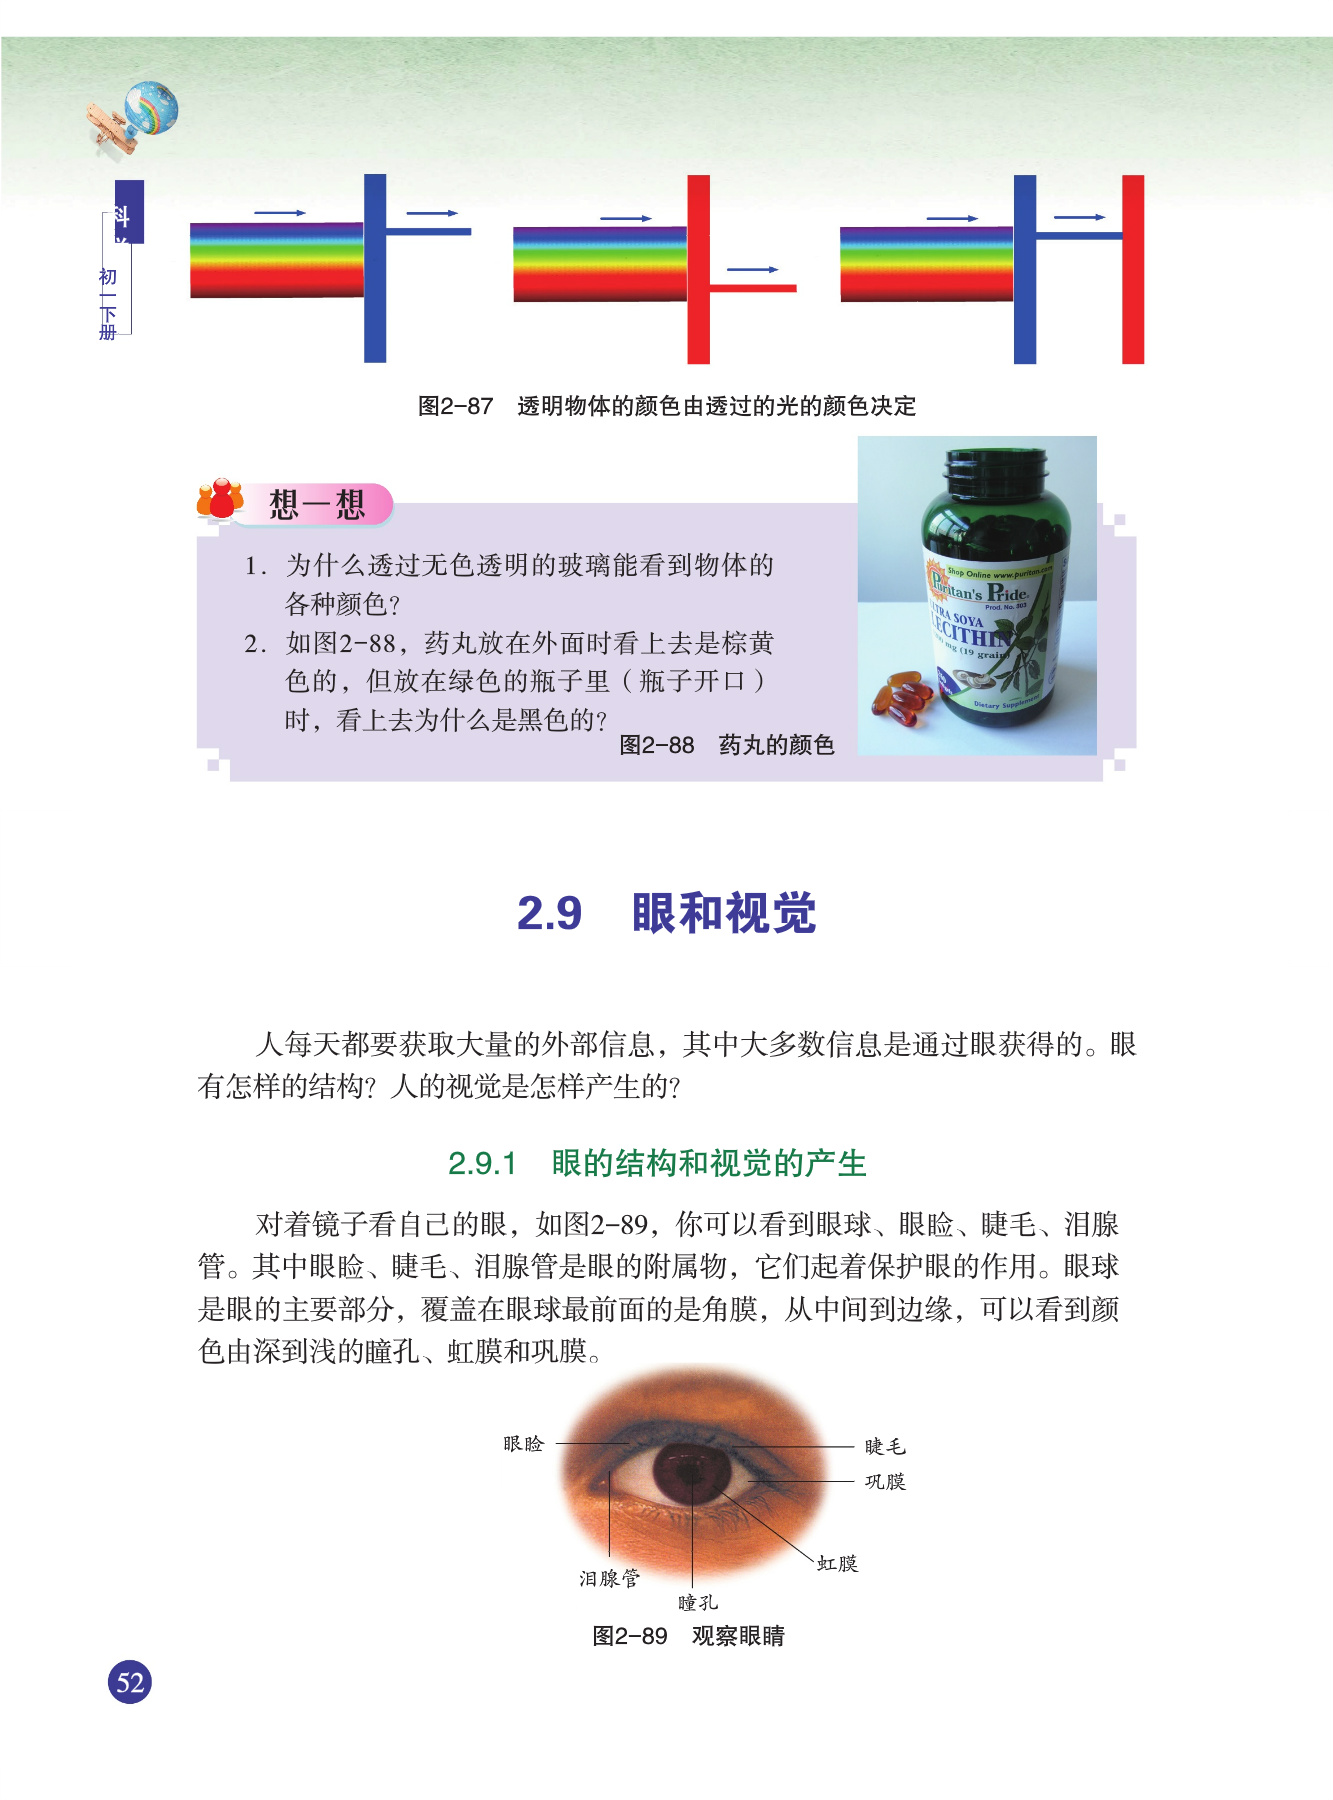 科
初一下册
图2-87 透明物体的颜色由透过的光的颜色决定
想一想
1. 为什么透过无色透明的玻璃能看到物体的
各种颜色?
2. 如图2-88，药丸放在外面时看上去是棕黄
色的，但放在绿色的瓶子里（瓶子开口）
时，看上去为什么是黑色的?
Shop Online www.puritan.com
Puritan's Pride
Prod. No. 803
SOYA
LECITHIN
mg (19 grain)
Dietary Supplement
图2-88 药丸的颜色
2.9 眼和视觉
人每天都要获取大量的外部信息，其中大多数信息是通过眼获得的。眼
有怎样的结构? 人的视觉是怎样产生的?
2.9.1 眼的结构和视觉的产生
对着镜子看自己的眼，如图2-89，你可以看到眼球、眼睑、睫毛、泪腺
管。其中眼睑、睫毛、泪腺管是眼的附属物，它们起着保护眼的作用。眼球
是眼的主要部分，覆盖在眼球最前面的是角膜，从中间到边缘，可以看到颜
色由深到浅的瞳孔、虹膜和巩膜。
眼睑
睫毛
巩膜
虹膜
泪腺管
瞳孔
图2-89 观察眼睛
52